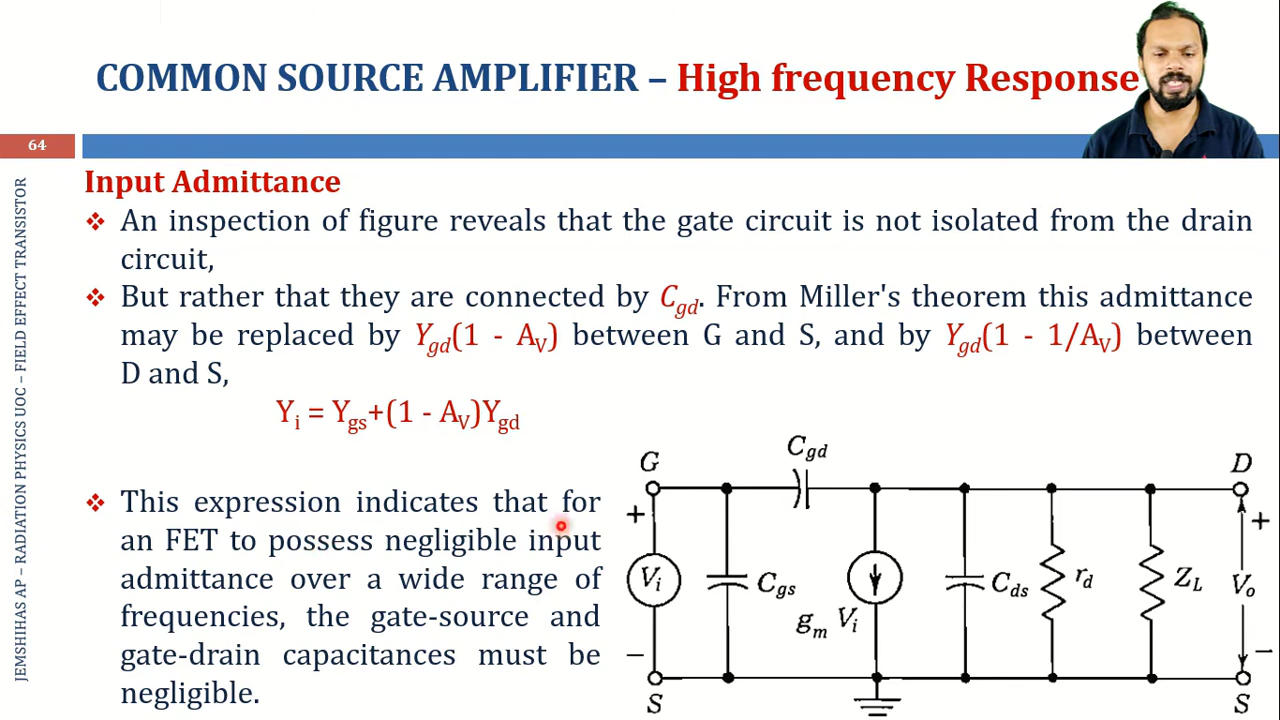 COMMON SOURCE AMPLIFIER – High frequency Response
64
JEMSHIHAS AP – RADIATION PHYSICS UOC – FIELD EFFECT TRANSISTOR
Input Admittance
❖ An inspection of figure reveals that the gate circuit is not isolated from the drain
circuit,
❖ But rather that they are connected by Cgd. From Miller's theorem this admittance
may be replaced by Ygd(1 - AV) between G and S, and by Ygd(1 - 1/AV) between
D and S,
Yi = Ygs+(1 - AV)Ygd
❖ This expression indicates that for
an FET to possess negligible input
admittance over a wide range of
frequencies, the gate-source and
gate-drain capacitances must be
negligible.
G
Cgd
D
+
+
Vi
Cgs
gm Vi
Cds
rd
ZL
Vo
–
–
S
S